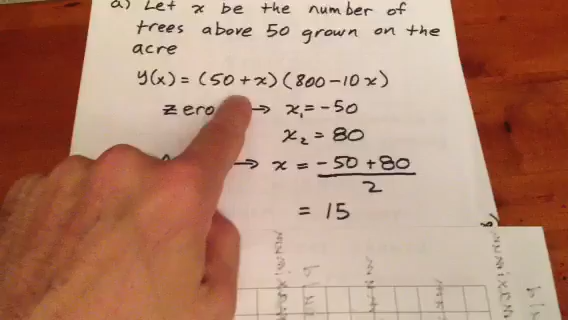 a) Let x be the number of
trees above 50 grown on the
acre
y(x) = (50 + x)(800 - 10x)
zero → x₁ = -50
x₂ = 80
→ x = -50 + 80
2
= 15